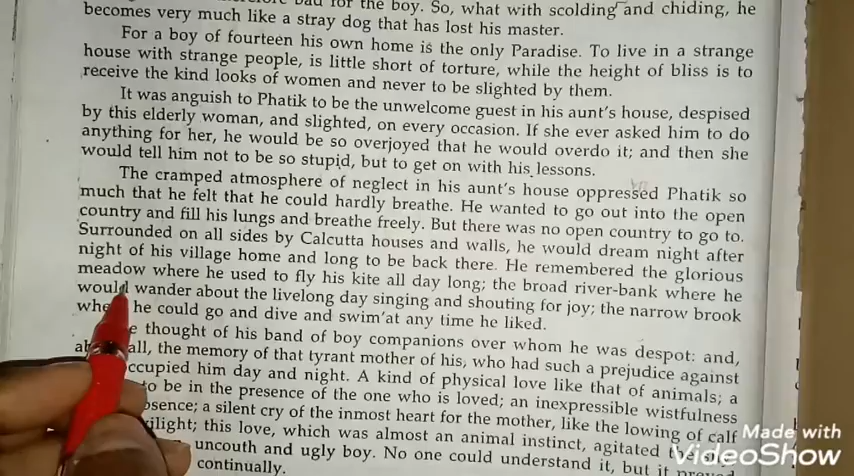 bad for the boy. So, what with scolding and chiding, he
becomes very much like a stray dog that has lost his master.
For a boy of fourteen his own home is the only Paradise. To live in a strange
house with strange people, is little short of torture, while the height of bliss is to
receive the kind looks of women and never to be slighted by them.
It was anguish to Phatik to be the unwelcome guest in his aunt's house, despised
by this elderly woman, and slighted, on every occasion. If she ever asked him to do
anything for her, he would be so overjoyed that he would overdo it; and then she
would tell him not to be so stupid, but to get on with his lessons.
The cramped atmosphere of neglect in his aunt's house oppressed Phatik so
much that he felt that he could hardly breathe. He wanted to go out into the open
country and fill his lungs and breathe freely. But there was no open country to go to.
Surrounded on all sides by Calcutta houses and walls, he would dream night after
night of his village home and long to be back there. He remembered the glorious
meadow where he used to fly his kite all day long; the broad river-bank where he
would wander about the livelong day singing and shouting for joy; the narrow brook
he could go and dive and swim at any time he liked.
thought of his band of boy companions over whom he was despot: and,
all, the memory of that tyrant mother of his, who had such a prejudice against
occupied him day and night. A kind of physical love like that of animals; a
to be in the presence of the one who is loved; an inexpressible wistfulness
a silent cry of the inmost heart for the mother, like the lowing of calf
this love, which was almost an animal instinct, agitated
uncouth and ugly boy. No one could understand it, but it
continually.
Made with
VideoShow